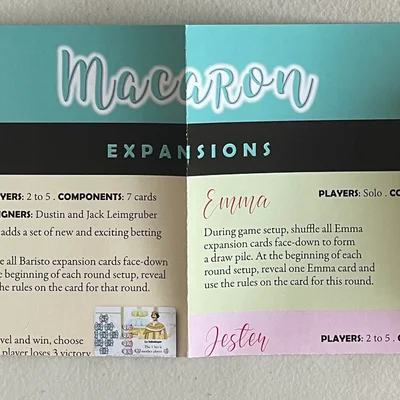 Macaron
EXPANSIONS
YERS: 2 to 5 . COMPONENTS: 7 cards
IGNERS: Dustin and Jack Leimgruber
adds a set of new and exciting betting
e all Baristo expansion cards face-down
e beginning of each round setup, reveal
e rules on the card for that round.
vel and win, choose
player loses 3 victory
Emma
PLAYERS: Solo . CO
During game setup, shuffle all Emma
expansion cards face-down to form
a draw pile. At the beginning of each
round setup, reveal one Emma card and
use the rules on the card for this round.
Jester
PLAYERS: 2 to 5 .